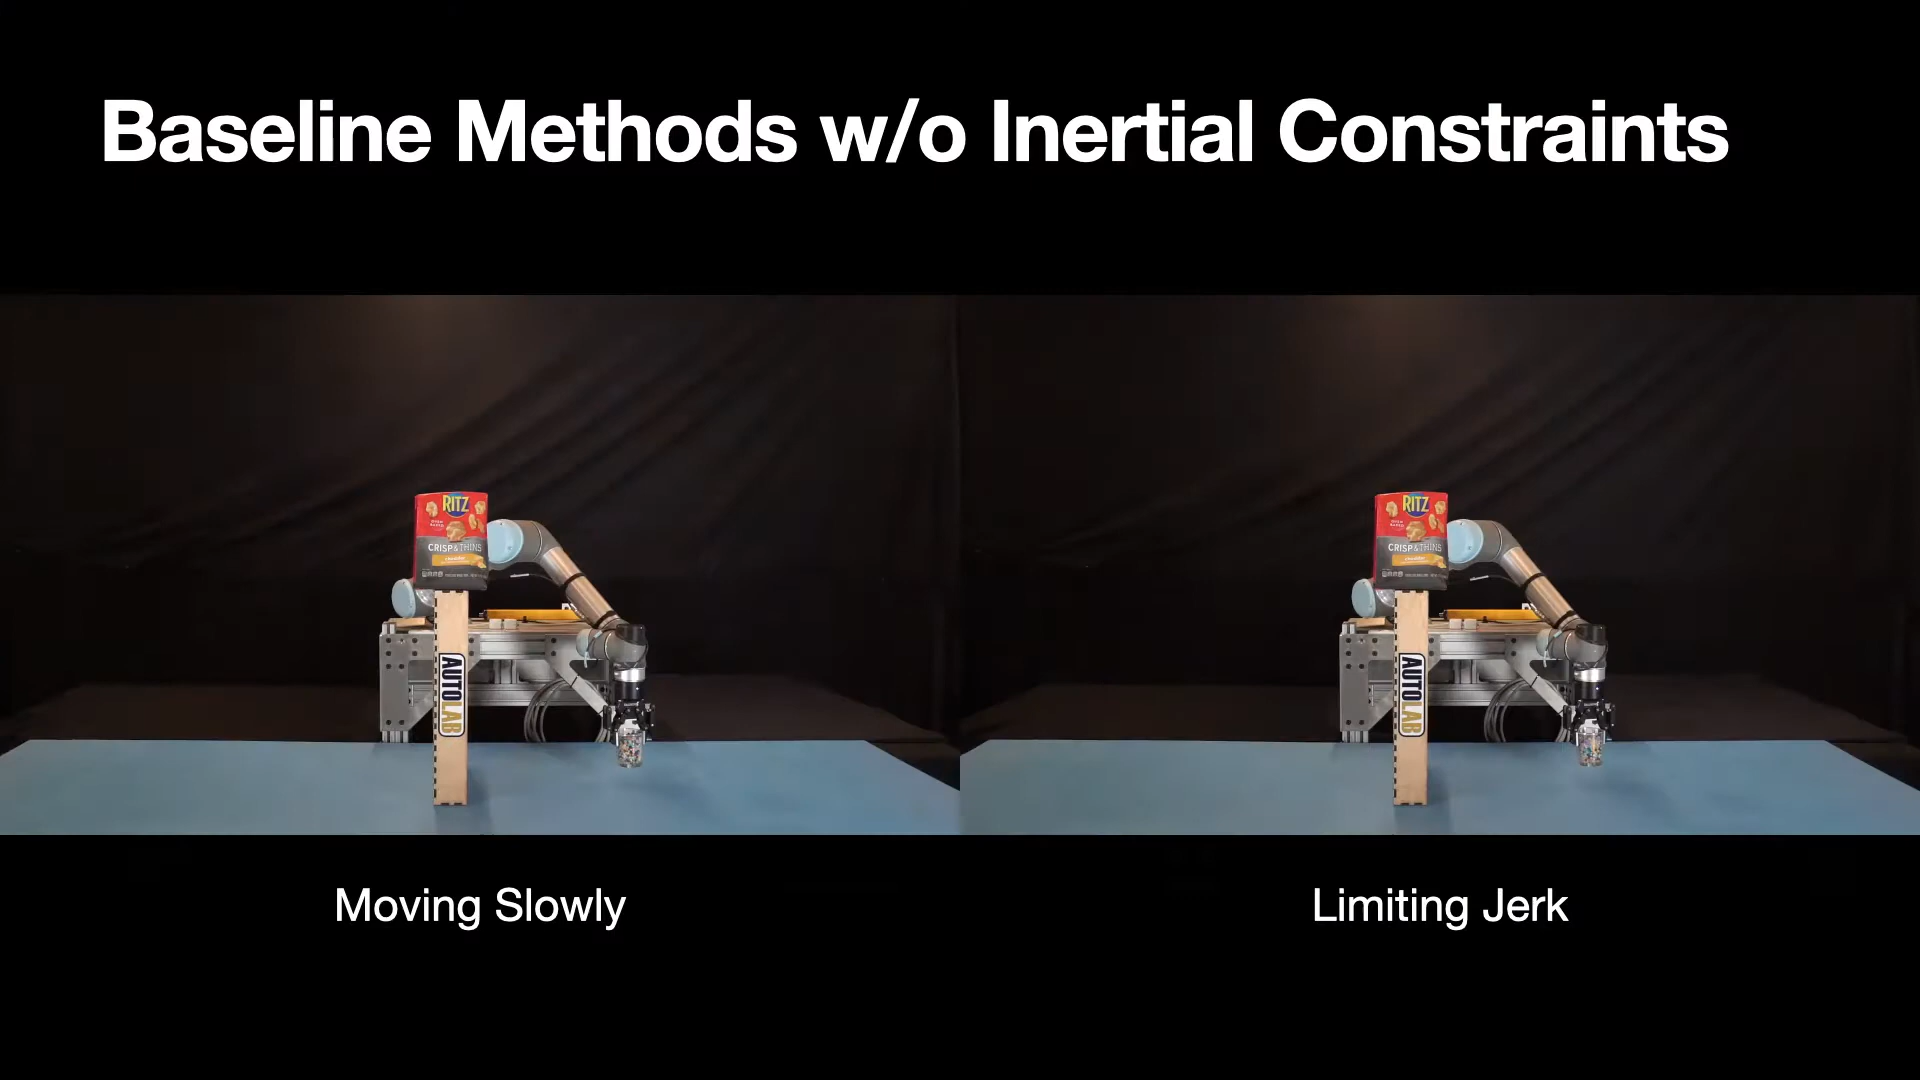 Baseline Methods w/o Inertial Constraints
RITZ
CRISP & THINS
AUTOLAB
RITZ
CRISP & THINS
AUTOLAB
Moving Slowly
Limiting Jerk